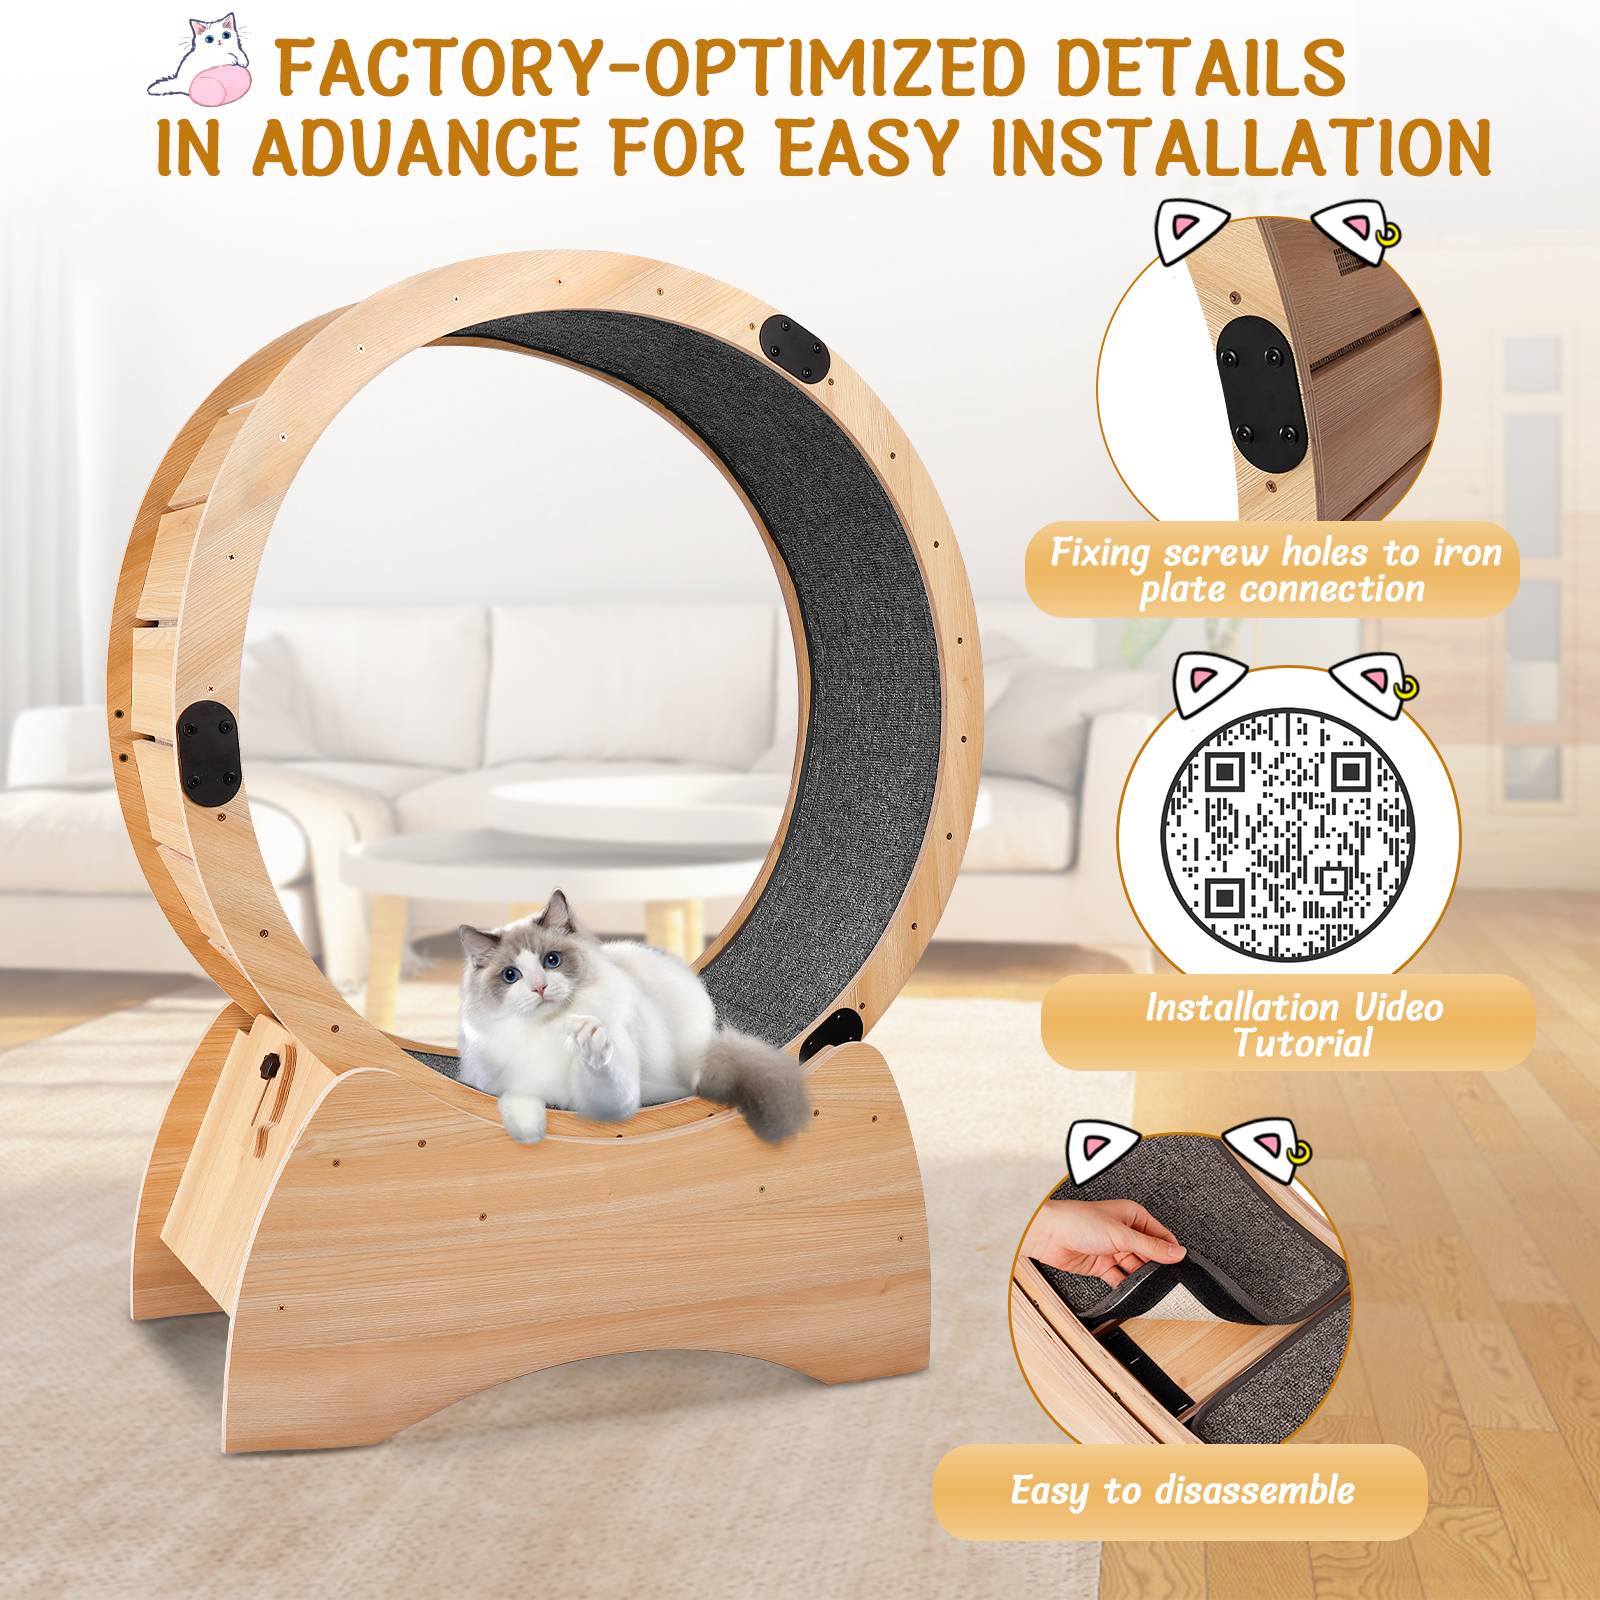 FACTORY-OPTIMIZED DETAILS
IN ADVANCE FOR EASY INSTALLATION
Fixing screw holes to iron
plate connection
Installation Video
Tutorial
Easy to disassemble